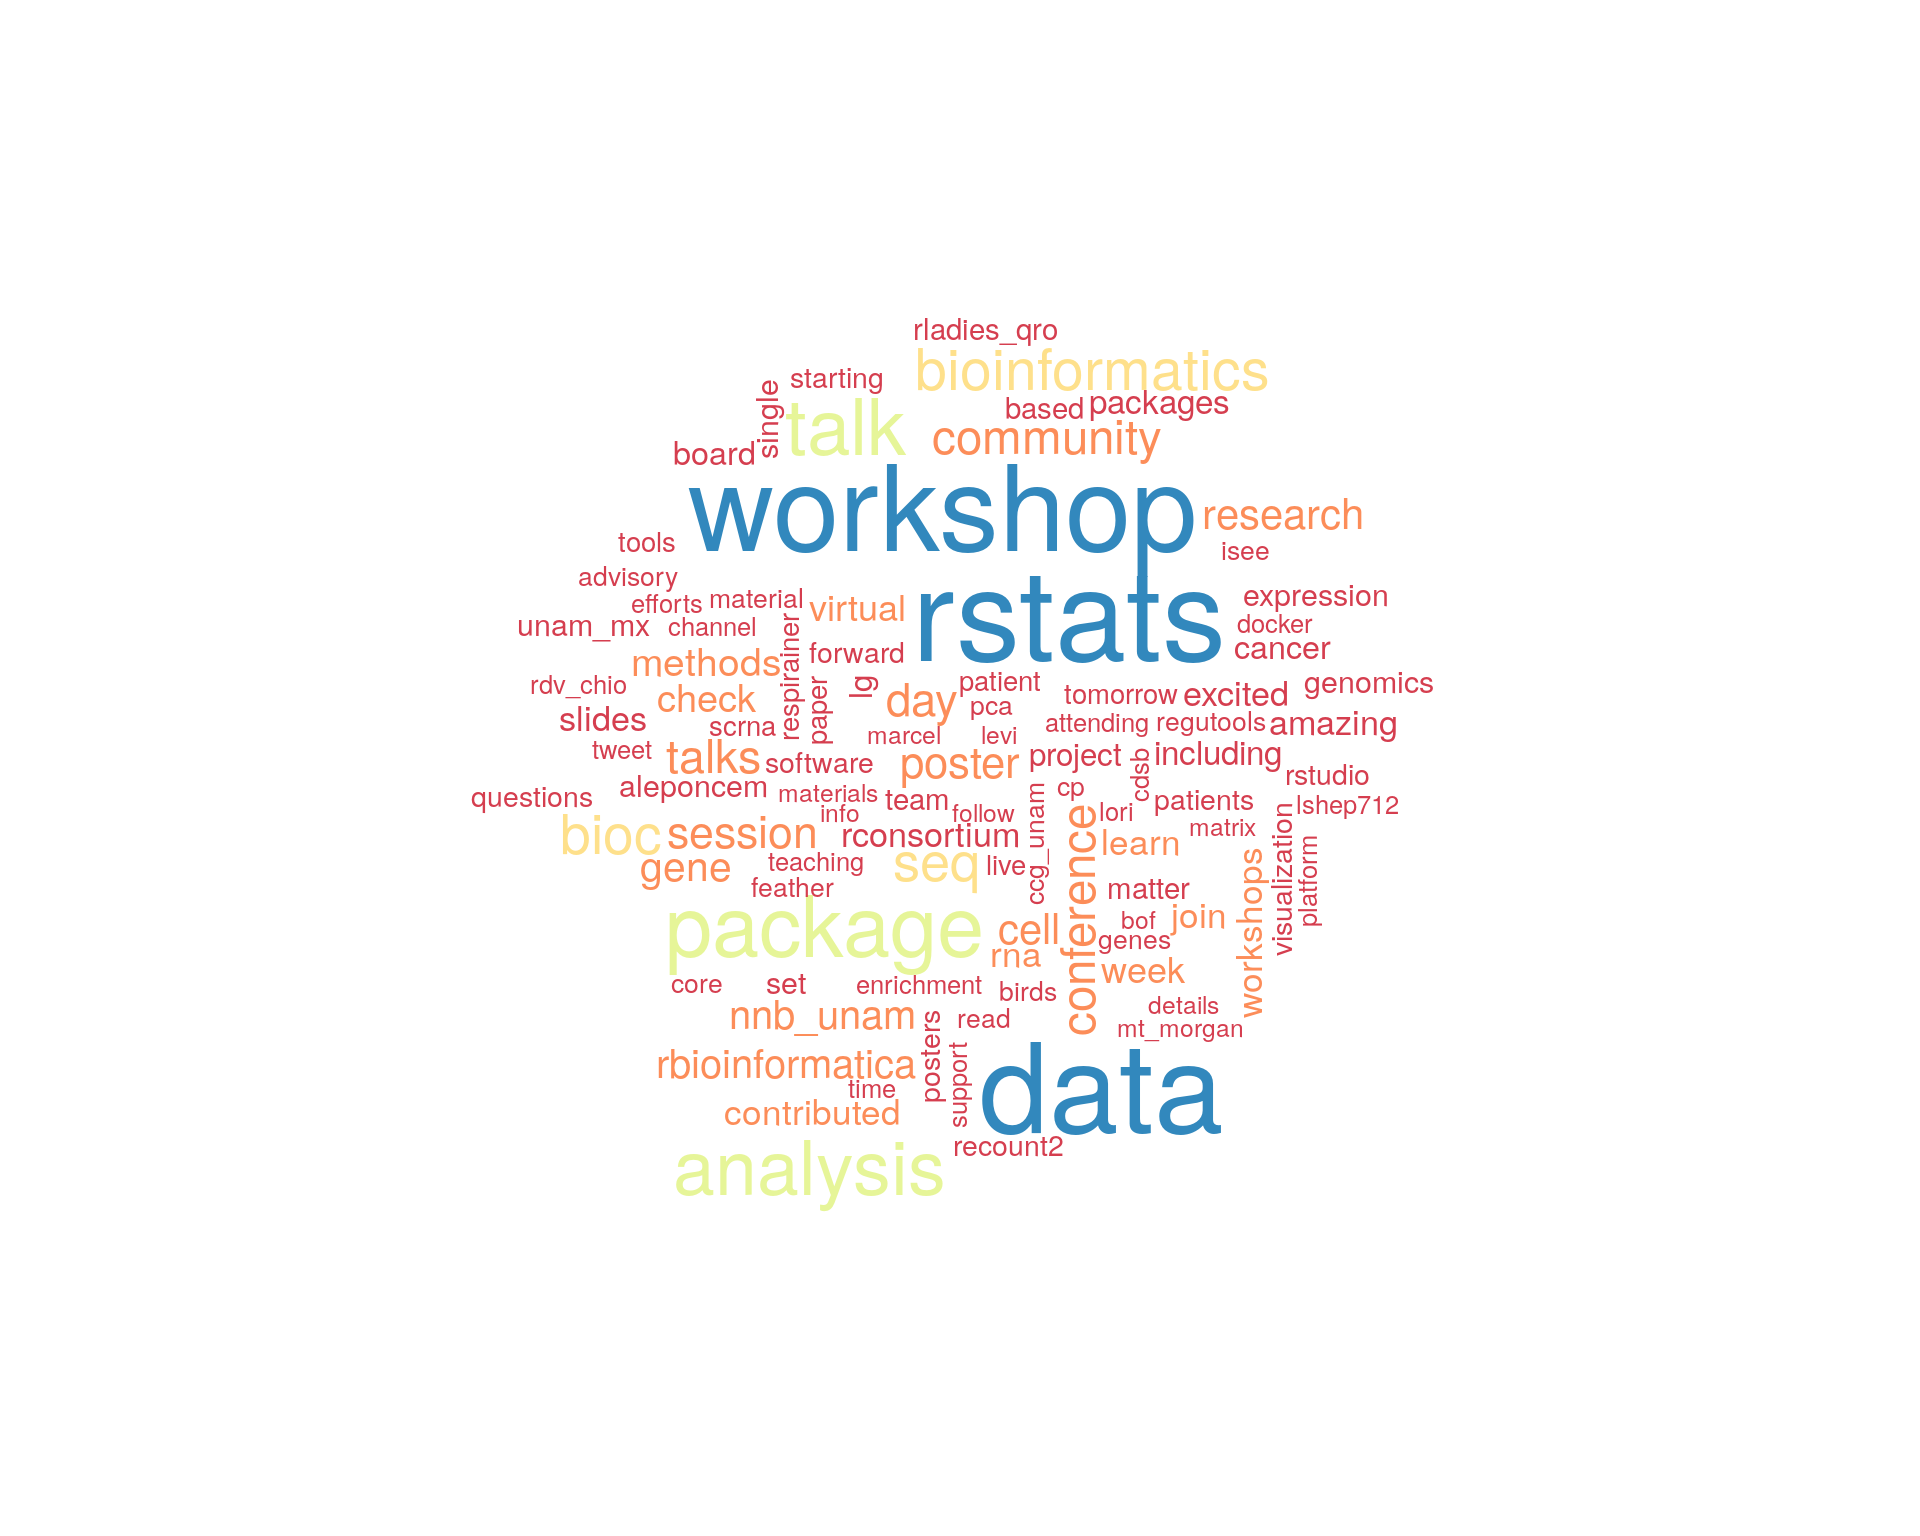 rladies_qro
bioinformatics
starting
single
talk
based
packages
community
board
workshop
research
tools
isee
advisory
efforts
material
virtual
rstats
expression
unam_mx
channel
docker
respirainer
forward
cancer
methods
rdv_chio
check
paper
lg
day
patient
tomorrow
excited
genomics
pca
slides
scrna
attending
regutools
amazing
marcel
levi
tweet
talks
software
poster
project
including
cdsb
rstudio
questions
aleponcem
materials
team
cp
patients
lshep712
info
follow
ccg_unam
lori
matrix
bioc
session
rconsortium
conference
learn
visualization
gene
teaching
seq
live
workshops
platform
feather
matter
package
cell
bof
join
genes
rna
week
core
set
enrichment
birds
details
nnb_unam
read
mt_morgan
posters
support
rbioinformatica
time
data
contributed
recount2
analysis